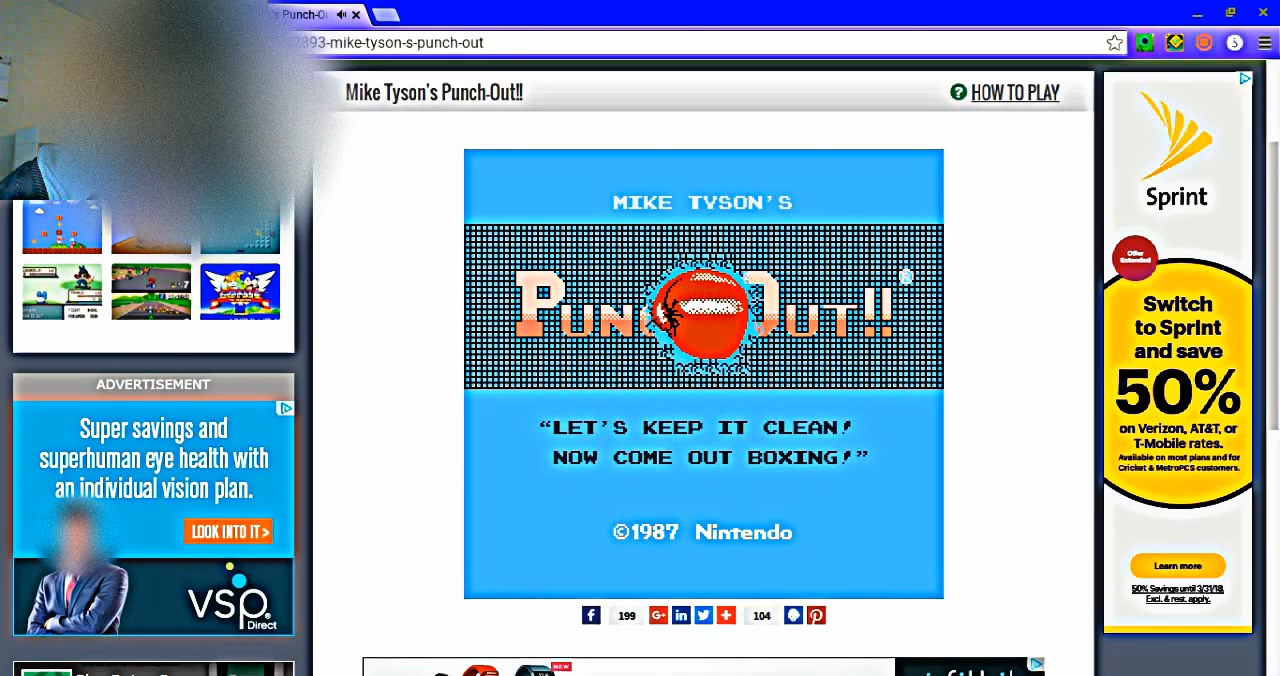 s Punch-Ou
893-mike-tyson-s-punch-out
Mike Tyson's Punch-Out!!
HOW TO PLAY
MIKE TYSON'S
PUNCH-OUT!!
®
"LET'S KEEP IT CLEAN!
NOW COME OUT BOXING!"
©1987 Nintendo
199
104
NEW
ADVERTISEMENT
Super savings and
superhuman eye health with
an individual vision plan.
LOOK INTO IT >
vsp®
Direct
Sprint
Offer
Extended
Switch
to Sprint
and save
50%
on Verizon, AT&T, or
T-Mobile rates.
Available on most plans and for
Cricket & MetroPCS customers.
Learn more
50% Savings until 3/31/18.
Excl. & rest. apply.